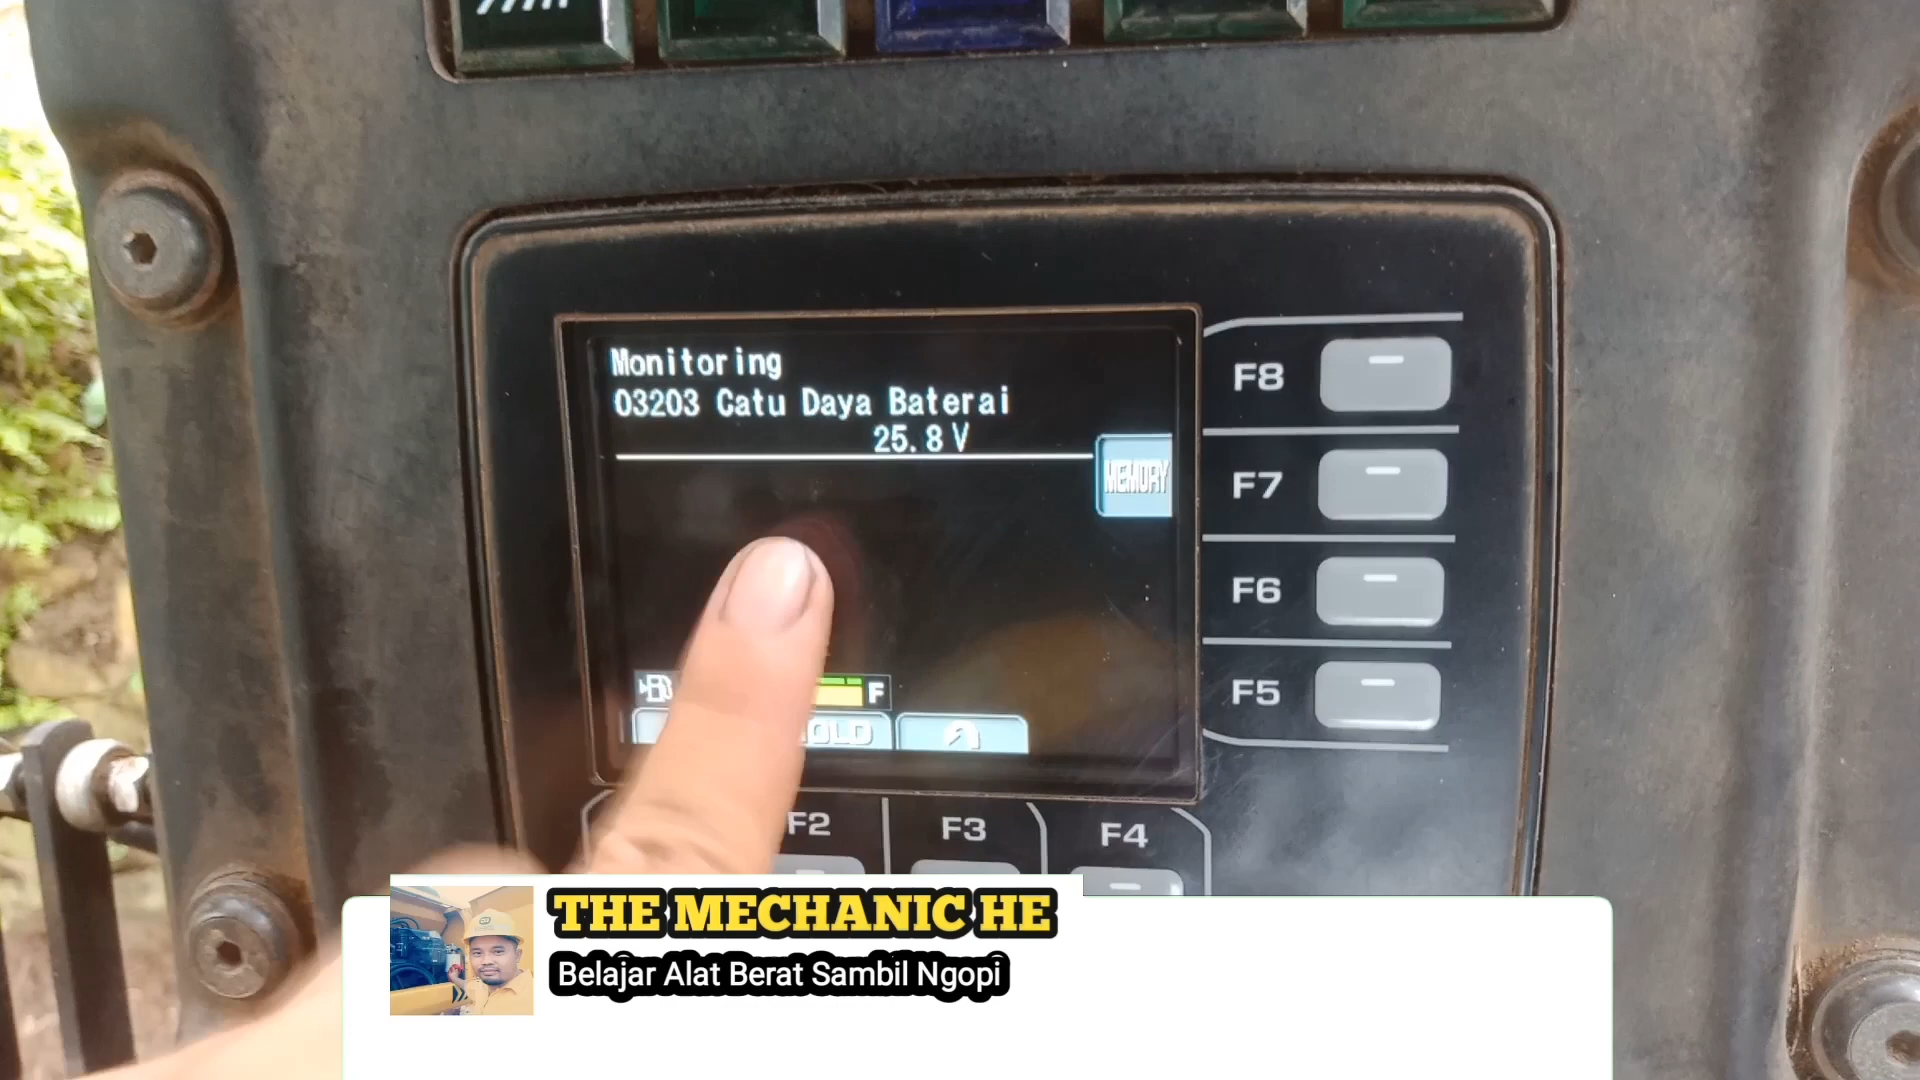 Monitoring
03203 Catu Daya Baterai
25.8 V
MEMORY
F
F8
F7
F6
F5
F2
F3
F4
THE MECHANIC HE
Belajar Alat Berat Sambil Ngopi